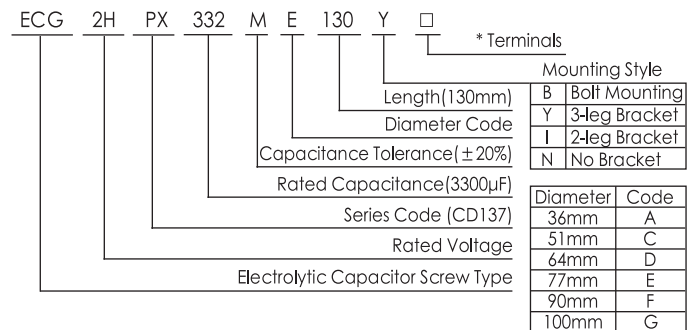 ECG 2H PX 332 M E 130 Y □
* Terminals
Mounting Style
B Bolt Mounting
Y 3-leg Bracket
I 2-leg Bracket
N No Bracket
Length(130mm)
Diameter Code
Capacitance Tolerance(±20%)
Rated Capacitance(3300µF)
Series Code (CD137)
Rated Voltage
Electrolytic Capacitor Screw Type
Diameter Code
36mm A
51mm C
64mm D
77mm E
90mm F
100mm G